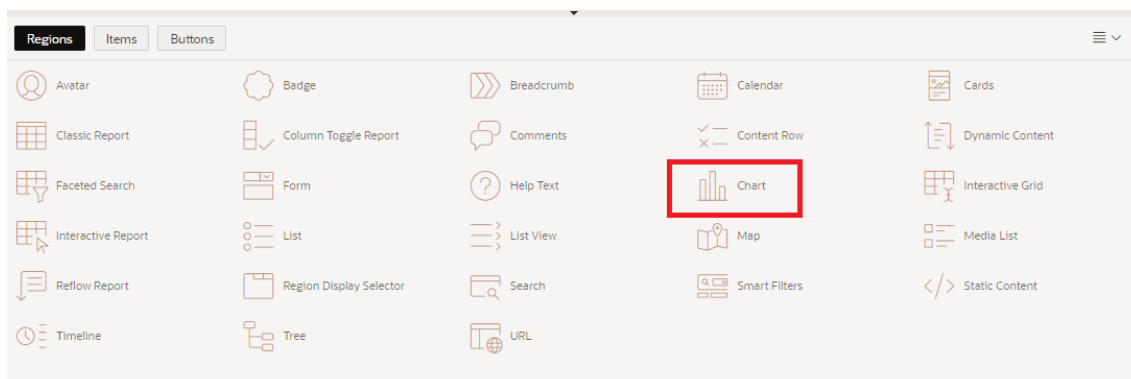 Regions Items Buttons
Avatar Badge Breadcrumb Calendar Cards
Classic Report Column Toggle Report Comments Content Row Dynamic Content
Faceted Search Form Help Text Chart Interactive Grid
Interactive Report List List View Map Media List
Reflow Report Region Display Selector Search Smart Filters Static Content
Timeline Tree URL